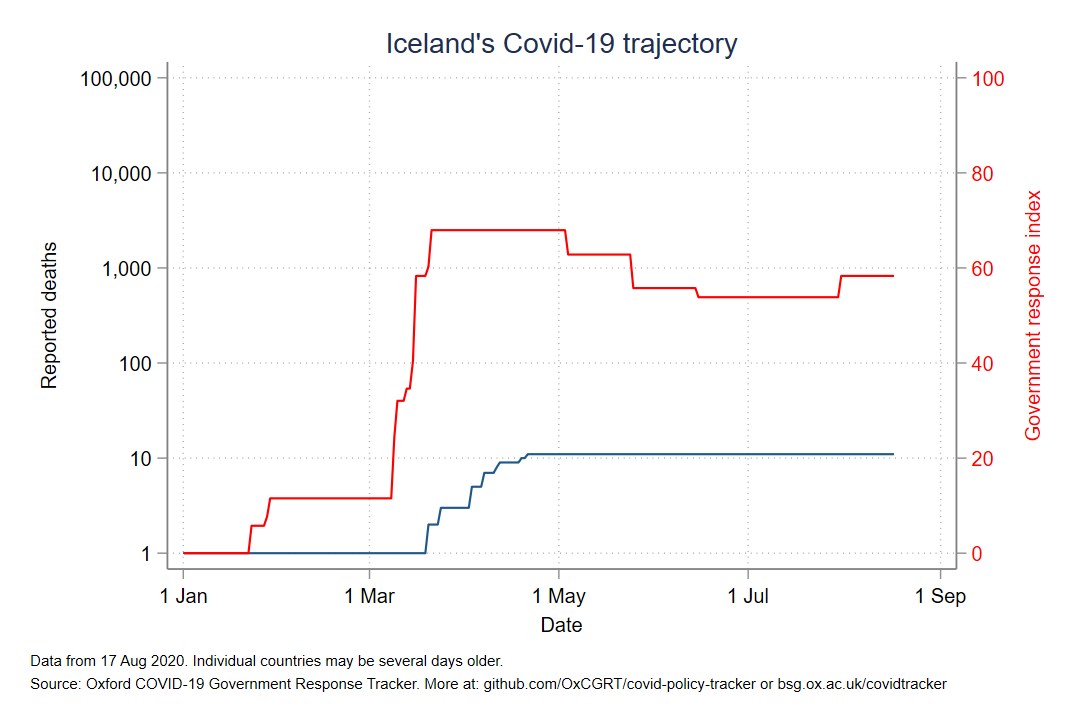 Iceland's Covid-19 trajectory
100,000
10,000
1,000
100
10
1
Reported deaths
100
80
60
40
20
0
Government response index
1 Jan
1 Mar
1 May
1 Jul
1 Sep
Date
Data from 17 Aug 2020. Individual countries may be several days older.
Source: Oxford COVID-19 Government Response Tracker. More at: github.com/OxCGRT/covid-policy-tracker or bsg.ox.ac.uk/covidtracker